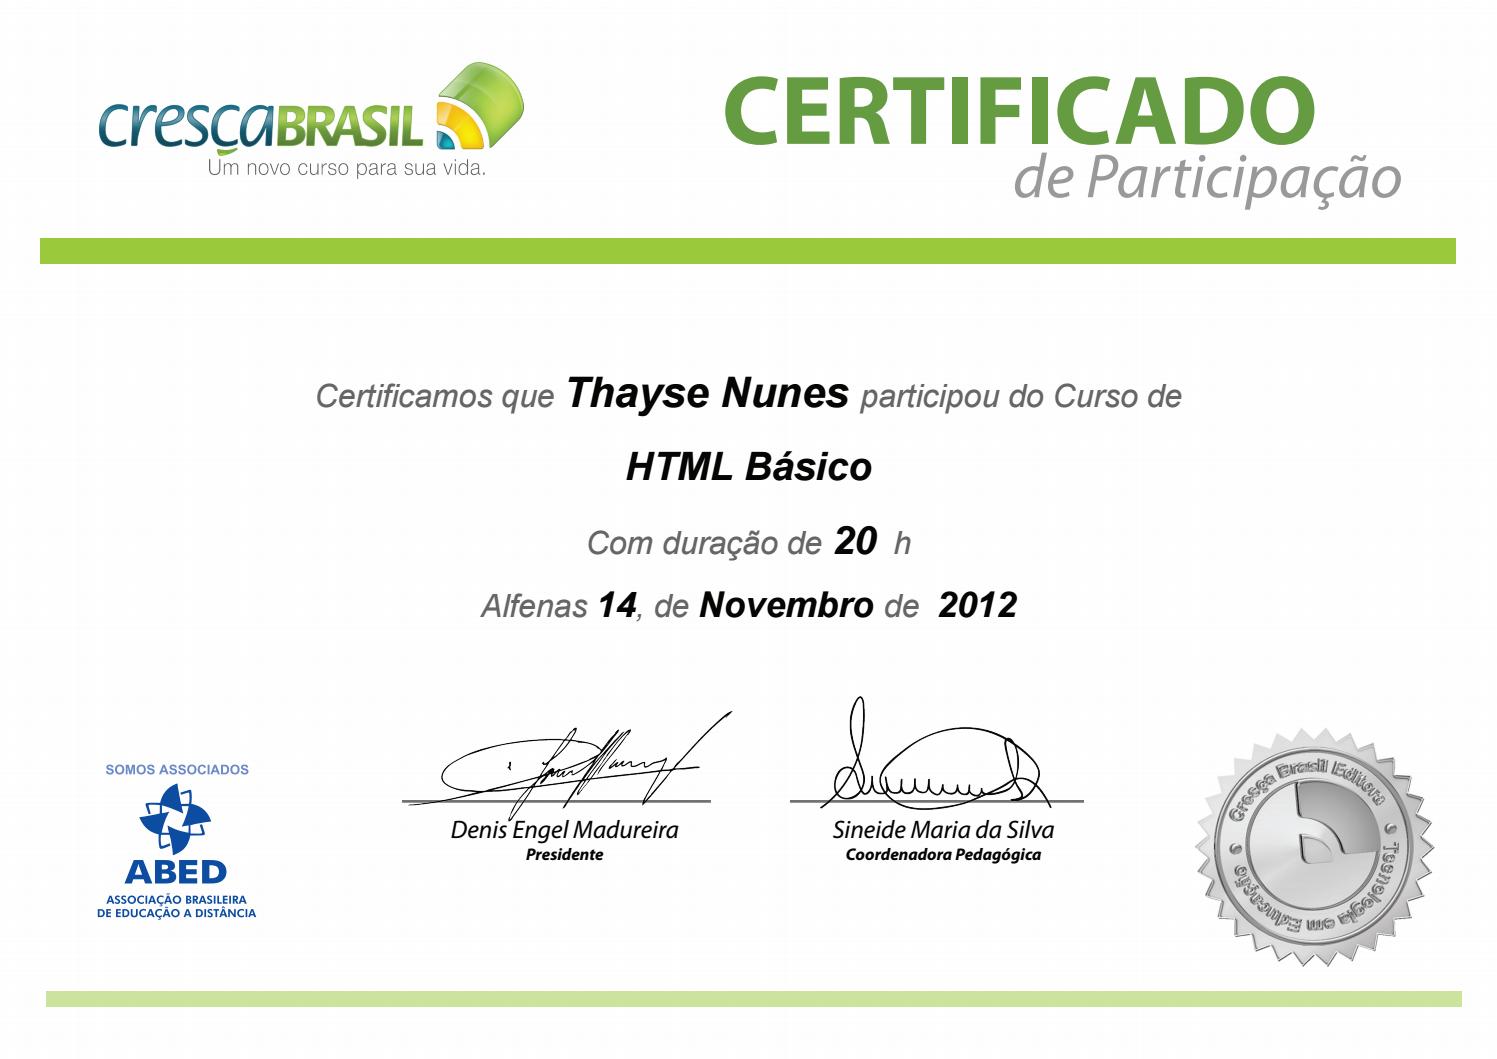 cresçaBRASIL
Um novo curso para sua vida.
CERTIFICADO
de Participação
Certificamos que Thayse Nunes participou do Curso de
HTML Básico
Com duração de 20 h
Alfenas 14, de Novembro de 2012
SOMOS ASSOCIADOS
ABED
ASSOCIAÇÃO BRASILEIRA
DE EDUCAÇÃO A DISTÂNCIA
Denis Engel Madureira
Presidente
Sineide Maria da Silva
Coordenadora Pedagógica
Cresça Brasil Editora
Tecnologia em Educação